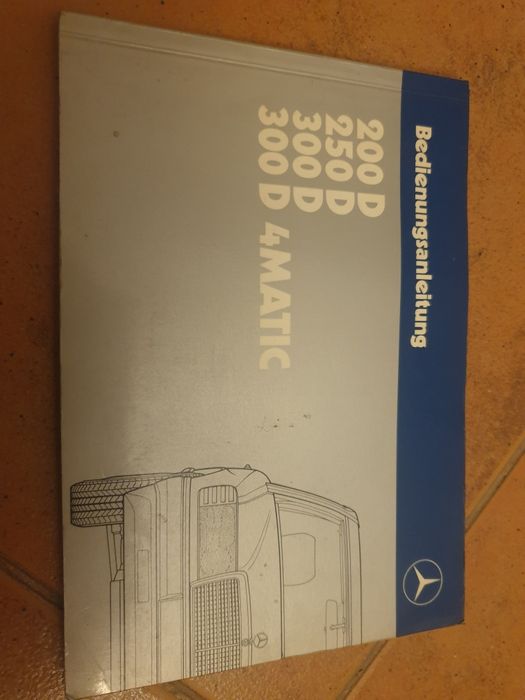 Bedienungsanleitung
200 D
250 D
300 D
300 D 4MATIC